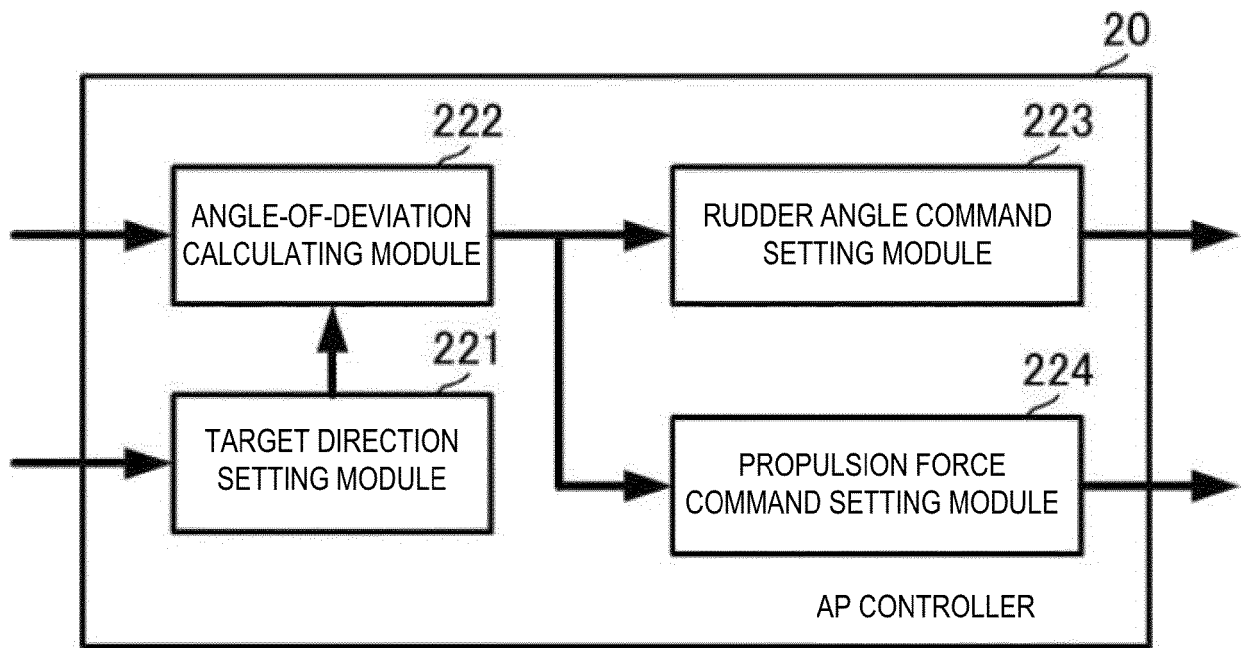 20
222
223
ANGLE-OF-DEVIATION
CALCULATING MODULE
RUDDER ANGLE COMMAND
SETTING MODULE
221
224
TARGET DIRECTION
SETTING MODULE
PROPULSION FORCE
COMMAND SETTING MODULE
AP CONTROLLER